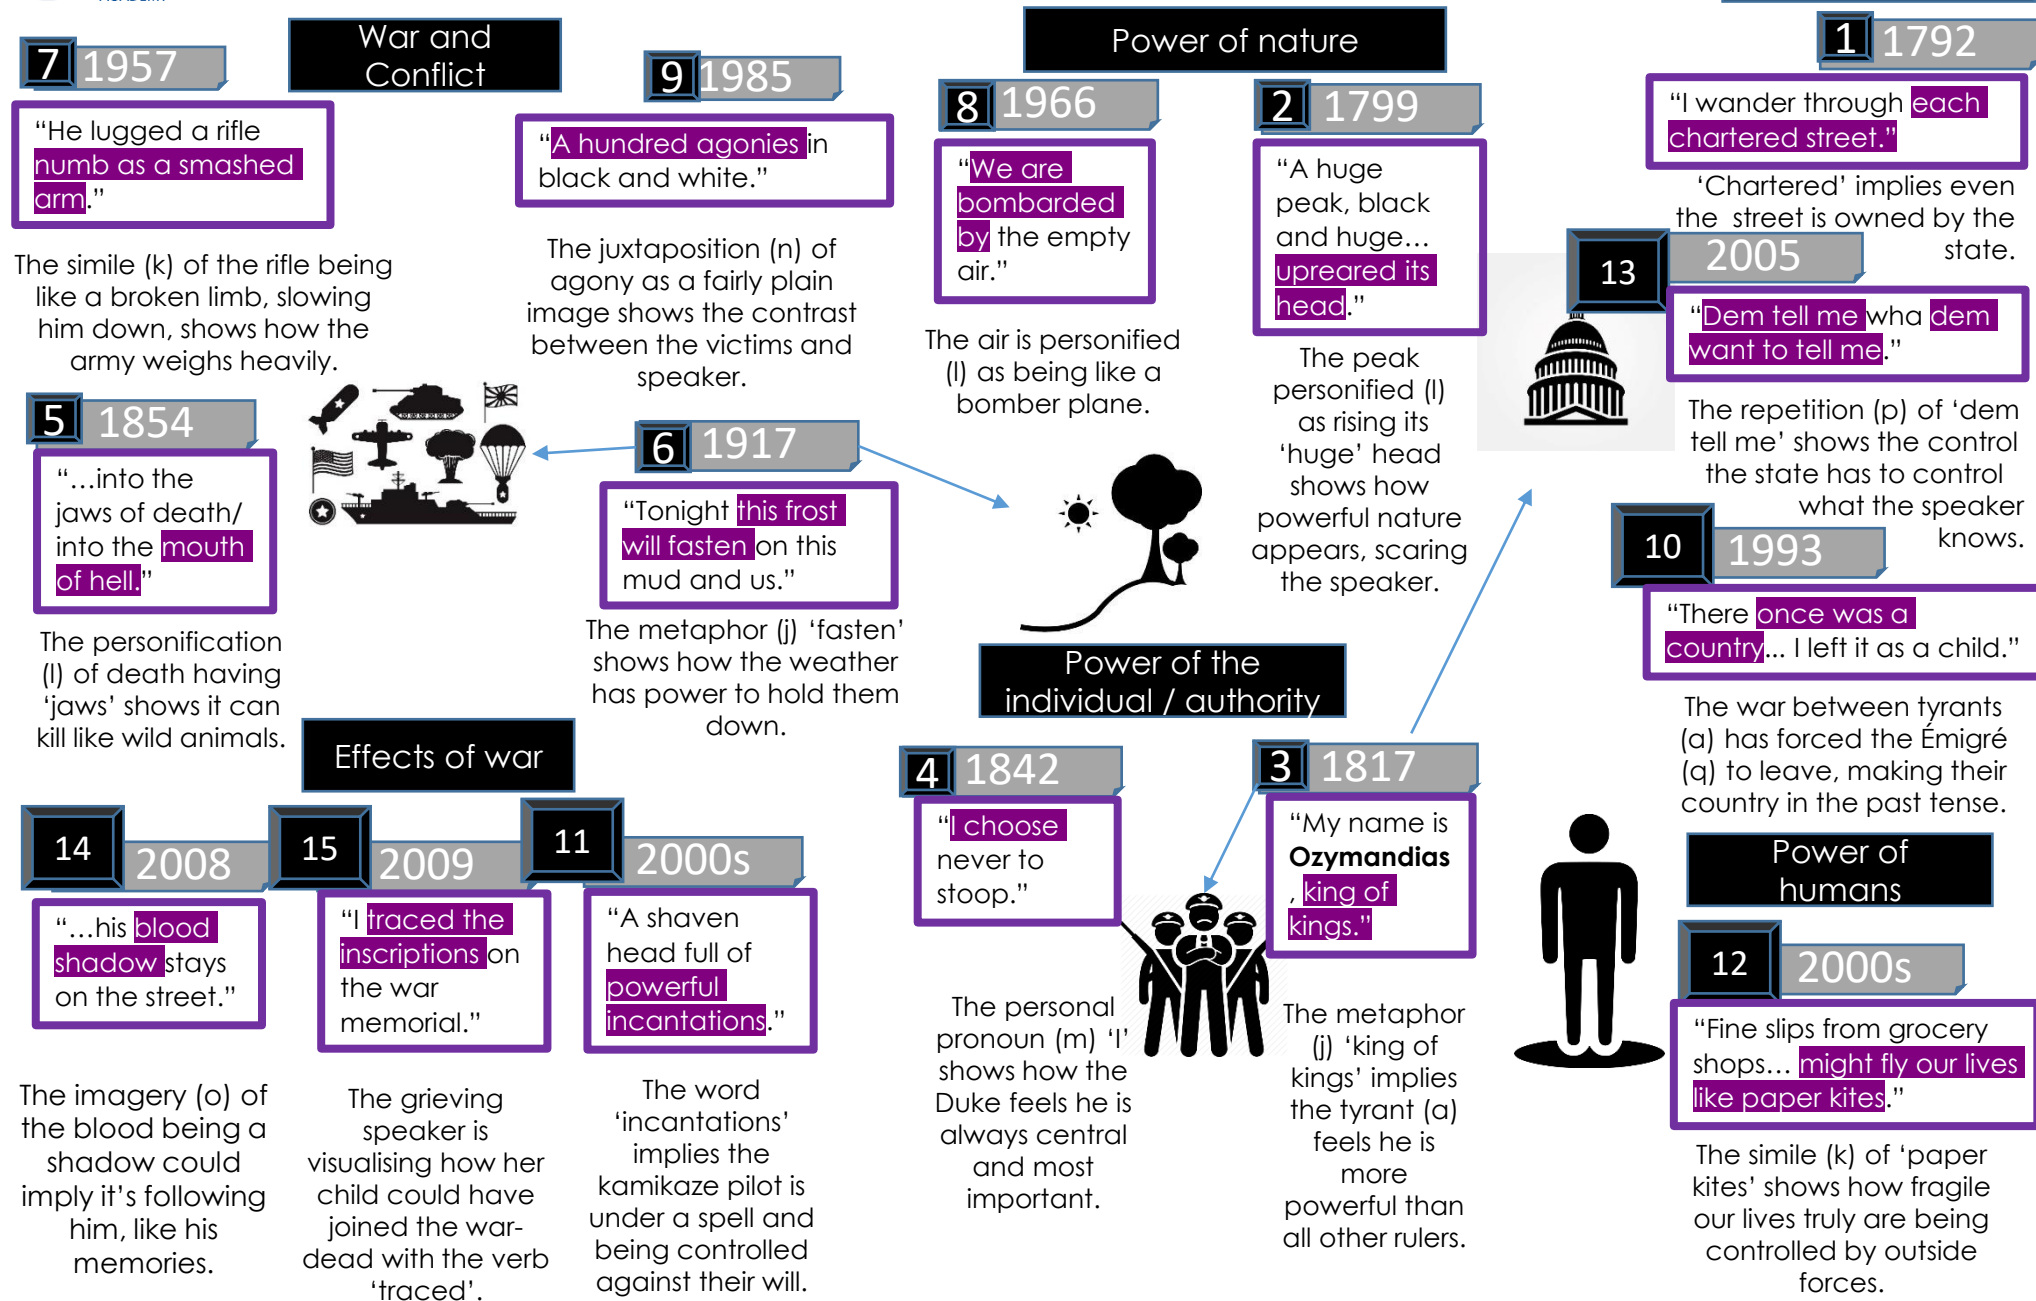 War and
Conflict
7 1957
“He lugged a rifle
numb as a smashed
arm.”
The simile (k) of the rifle being
like a broken limb, slowing
him down, shows how the
army weighs heavily.
9 1985
“A hundred agonies in
black and white.”
The juxtaposition (n) of
agony as a fairly plain
image shows the contrast
between the victims and
speaker.
5 1854
“…into the
jaws of death/
into the mouth
of hell.”
The personification
(l) of death having
‘jaws’ shows it can
kill like wild animals.
6 1917
“Tonight this frost
will fasten on this
mud and us.”
The metaphor (j) ‘fasten’
shows how the weather
has power to hold them
down.
Power of nature
8 1966
“We are
bombarded
by the empty
air.”
The air is personified
(l) as being like a
bomber plane.
2 1799
“A huge
peak, black
and huge…
upreared its
head.”
The peak
personified (l)
as rising its
‘huge’ head
shows how
powerful nature
appears, scaring
the speaker.
1 1792
“I wander through each
chartered street.”
‘Chartered’ implies even
the street is owned by the
state.
13 2005
“Dem tell me wha dem
want to tell me.”
The repetition (p) of ‘dem
tell me’ shows the control
the state has to control
what the speaker
knows.
10 1993
“There once was a
country... I left it as a child.”
The war between tyrants
(a) has forced the Émigré
(q) to leave, making their
country in the past tense.
Effects of war
14 2008
“…his blood
shadow stays
on the street.”
The imagery (o) of
the blood being a
shadow could
imply it’s following
him, like his
memories.
15 2009
“I traced the
inscriptions on
the war
memorial.”
The grieving
speaker is
visualising how her
child could have
joined the war-
dead with the verb
‘traced’.
11 2000s
“A shaven
head full of
powerful
incantations.”
The word
‘incantations’
implies the
kamikaze pilot is
under a spell and
being controlled
against their will.
Power of the
individual / authority
4 1842
“I choose
never to
stoop.”
The personal
pronoun (m) ‘I’
shows how the
Duke feels he is
always central
and most
important.
3 1817
“My name is
Ozymandias
, king of
kings.”
The metaphor
(j) ‘king of
kings’ implies
the tyrant (a)
feels he is
more
powerful than
all other rulers.
Power of
humans
12 2000s
“Fine slips from grocery
shops… might fly our lives
like paper kites.”
The simile (k) of ‘paper
kites’ shows how fragile
our lives truly are being
controlled by outside
forces.